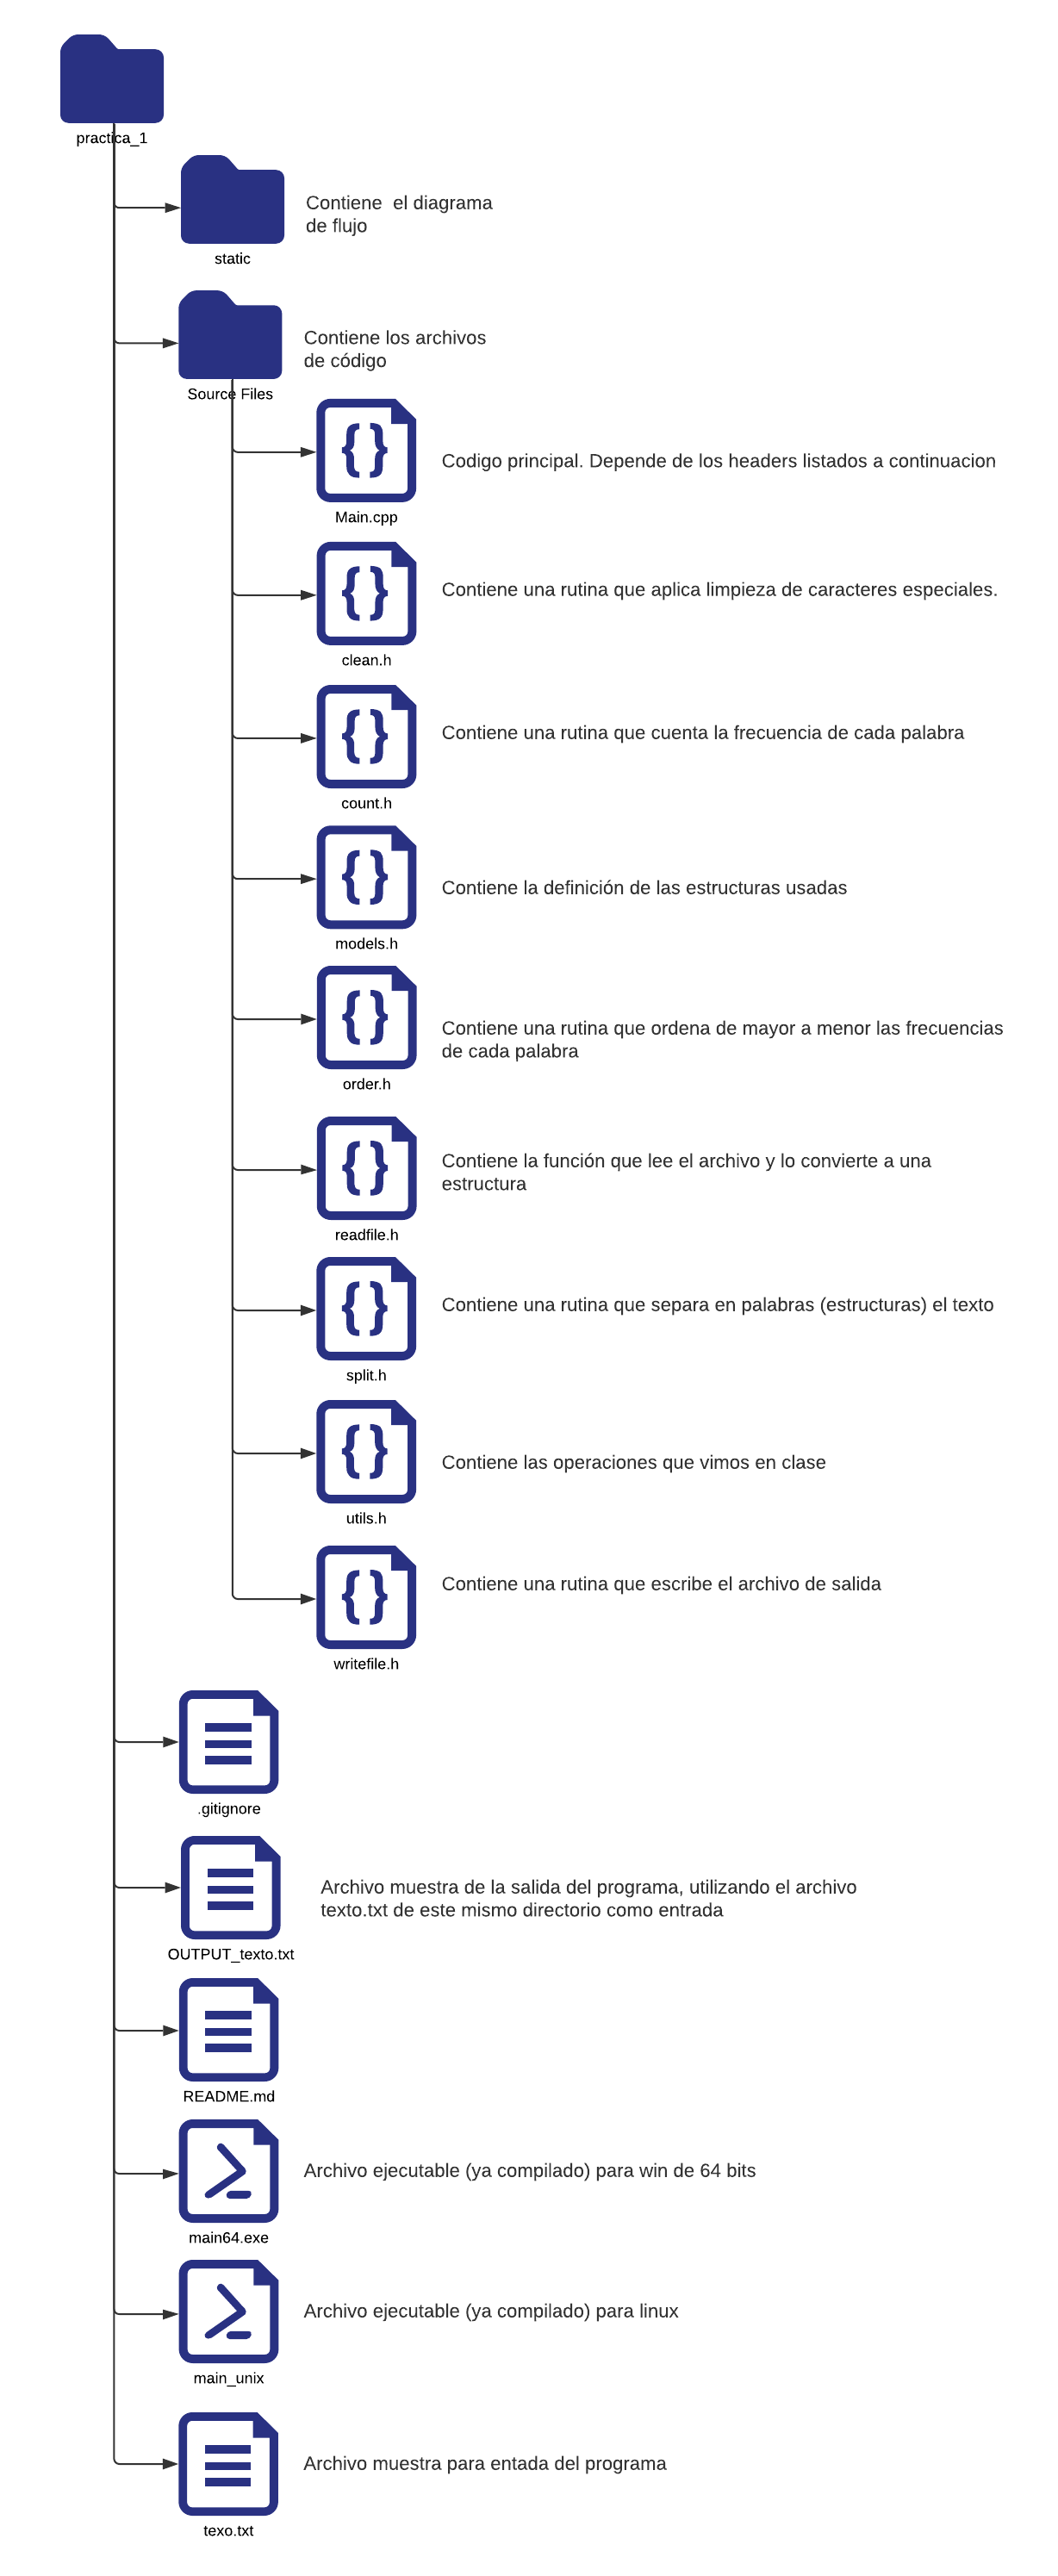 practica_1
Contiene  el diagrama
de flujo
static
Contiene los archivos
de código
Source Files
Codigo principal. Depende de los headers listados a continuacion
Main.cpp
Contiene una rutina que aplica limpieza de caracteres especiales.
clean.h
Contiene una rutina que cuenta la frecuencia de cada palabra
count.h
Contiene la definición de las estructuras usadas
models.h
Contiene una rutina que ordena de mayor a menor las frecuencias
de cada palabra
order.h
Contiene la función que lee el archivo y lo convierte a una
estructura
readfile.h
Contiene una rutina que separa en palabras (estructuras) el texto
split.h
Contiene las operaciones que vimos en clase
utils.h
Contiene una rutina que escribe el archivo de salida
writefile.h
.gitignore
Archivo muestra de la salida del programa, utilizando el archivo
texto.txt de este mismo directorio como entrada
OUTPUT_texto.txt
README.md
Archivo ejecutable (ya compilado) para win de 64 bits
main64.exe
Archivo ejecutable (ya compilado) para linux
main_unix
Archivo muestra para entada del programa
texo.txt